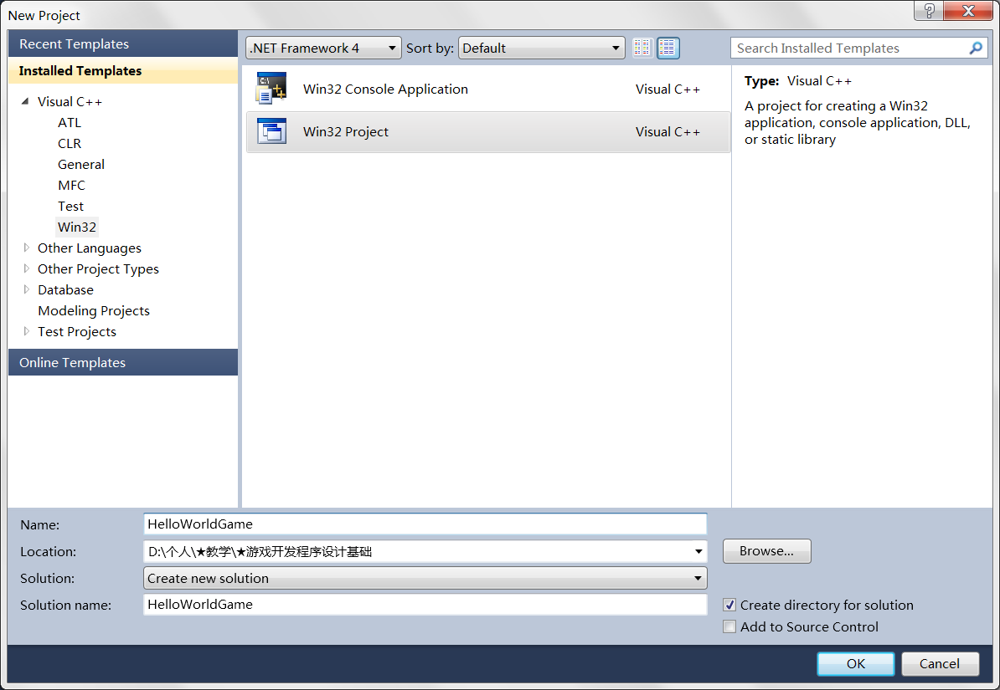 New Project
Recent Templates
Installed Templates
Visual C++
ATL
CLR
General
MFC
Test
Win32
Other Languages
Other Project Types
Database
Modeling Projects
Test Projects
Online Templates
.NET Framework 4 Sort by: Default
Win32 Console Application Visual C++
Win32 Project Visual C++
Search Installed Templates
Type: Visual C++
A project for creating a Win32
application, console application, DLL,
or static library
Name: HelloWorldGame
Location: D:\个人\★教学\★游戏开发程序设计基础 Browse...
Solution: Create new solution
Solution name: HelloWorldGame
Create directory for solution
Add to Source Control
OK Cancel